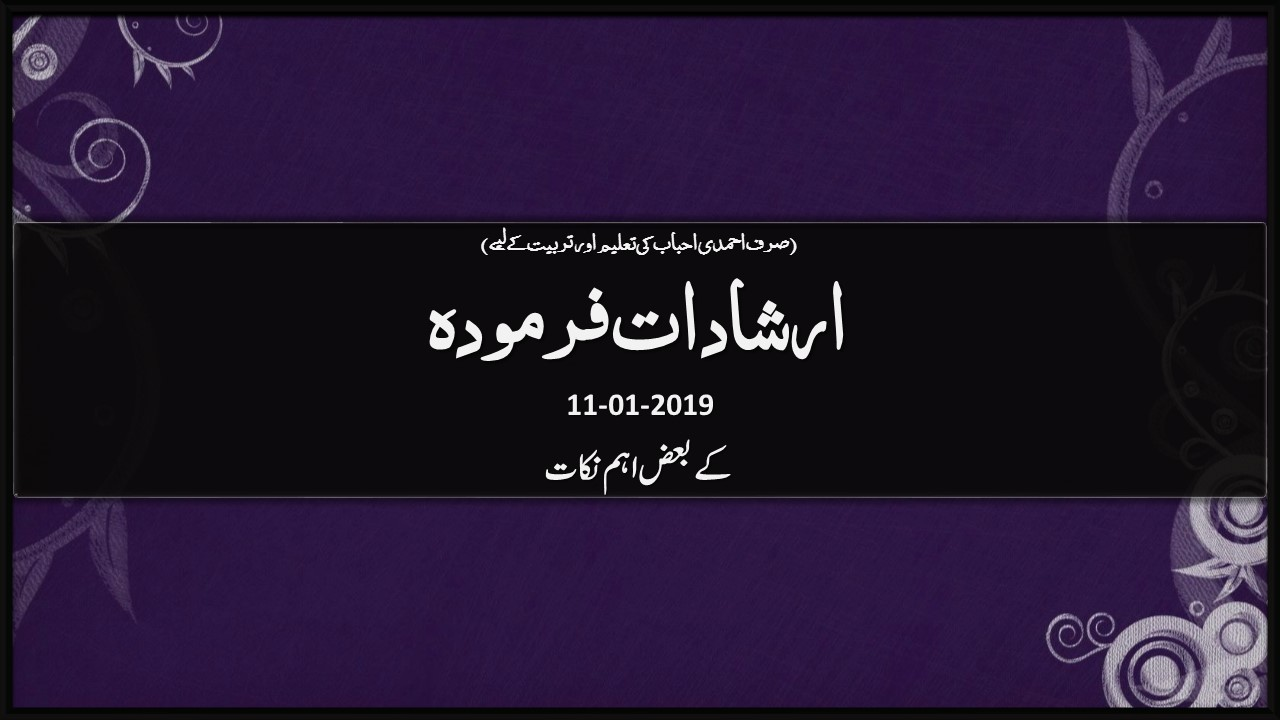 (صرف احمدی احباب کی تعلیم اور تربیت کے لیے)
ارشادات فرمودہ
11-01-2019
کے بعض اہم نکات